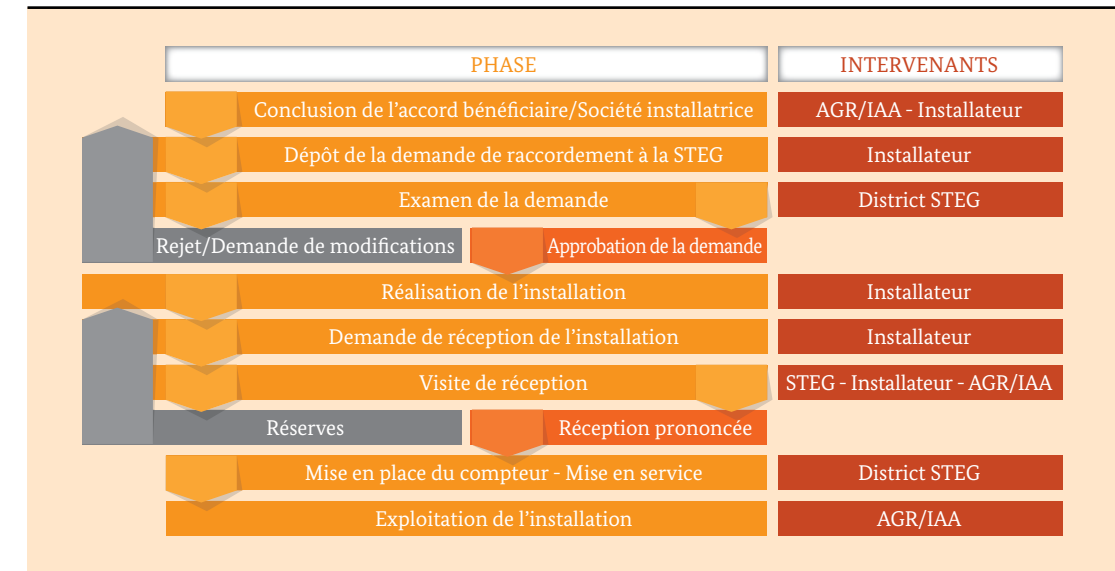 PHASE INTERVENANTS
Conclusion de l’accord bénéficiaire/Société installatrice AGR/IAA - Installateur
Dépôt de la demande de raccordement à la STEG Installateur
Examen de la demande District STEG
Rejet/Demande de modifications Approbation de la demande
Réalisation de l’installation Installateur
Demande de réception de l’installation Installateur
Visite de réception STEG - Installateur - AGR/IAA
Réserves Réception prononcée
Mise en place du compteur - Mise en service District STEG
Exploitation de l’installation AGR/IAA